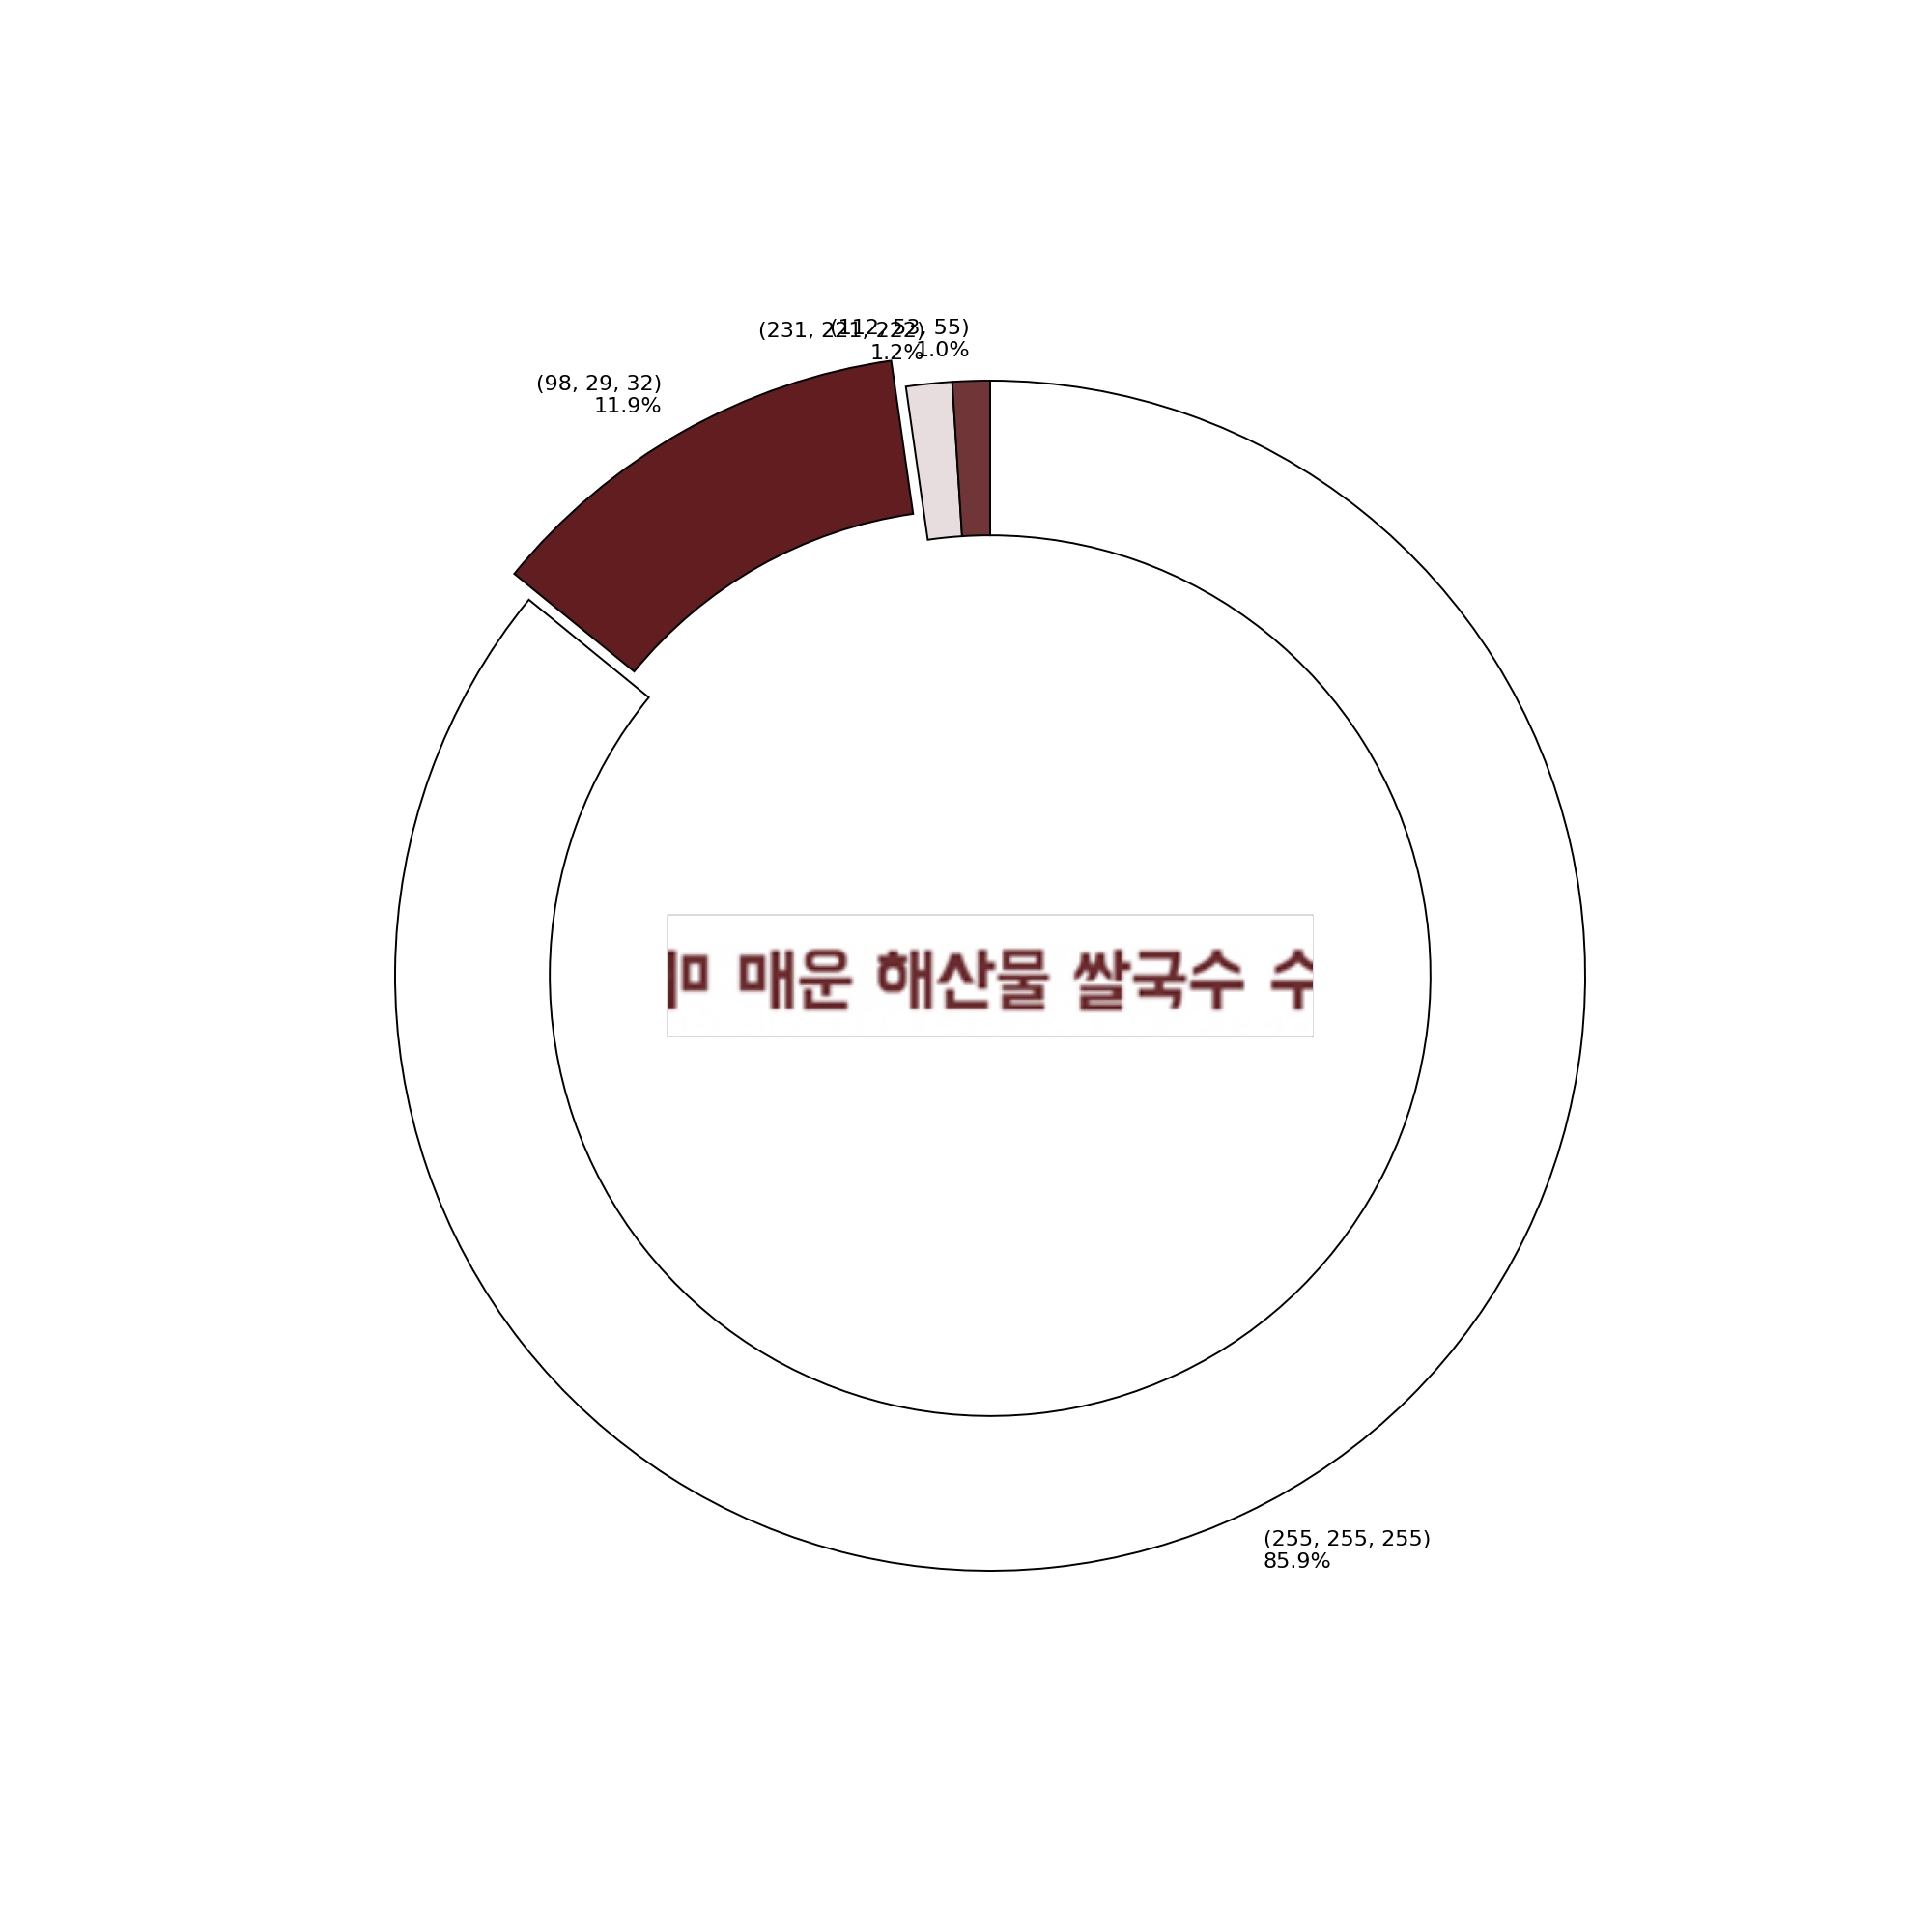 (231, 221, 222)
1.2%
(112, 53, 55)
1.0%
(98, 29, 32)
11.9%
매운 해산물 쌀국수 수
(255, 255, 255)
85.9%